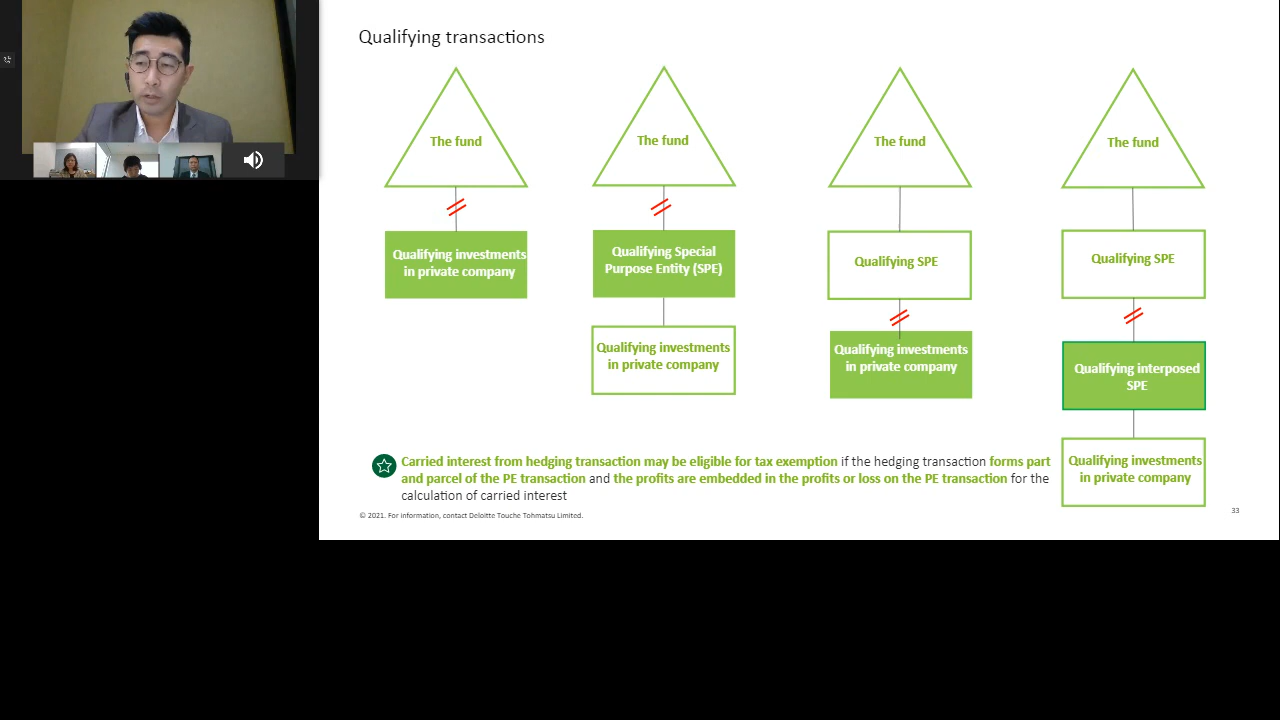 Qualifying transactions
The fund
The fund
The fund
The fund
Qualifying investments
in private company
Qualifying Special
Purpose Entity (SPE)
Qualifying SPE
Qualifying SPE
Qualifying investments
in private company
Qualifying investments
in private company
Qualifying interposed
SPE
Qualifying investments
in private company
Carried interest from hedging transaction may be eligible for tax exemption if the hedging transaction forms part
and parcel of the PE transaction and the profits are embedded in the profits or loss on the PE transaction for the
calculation of carried interest
© 2021. For information, contact Deloitte Touche Tohmatsu Limited.
33